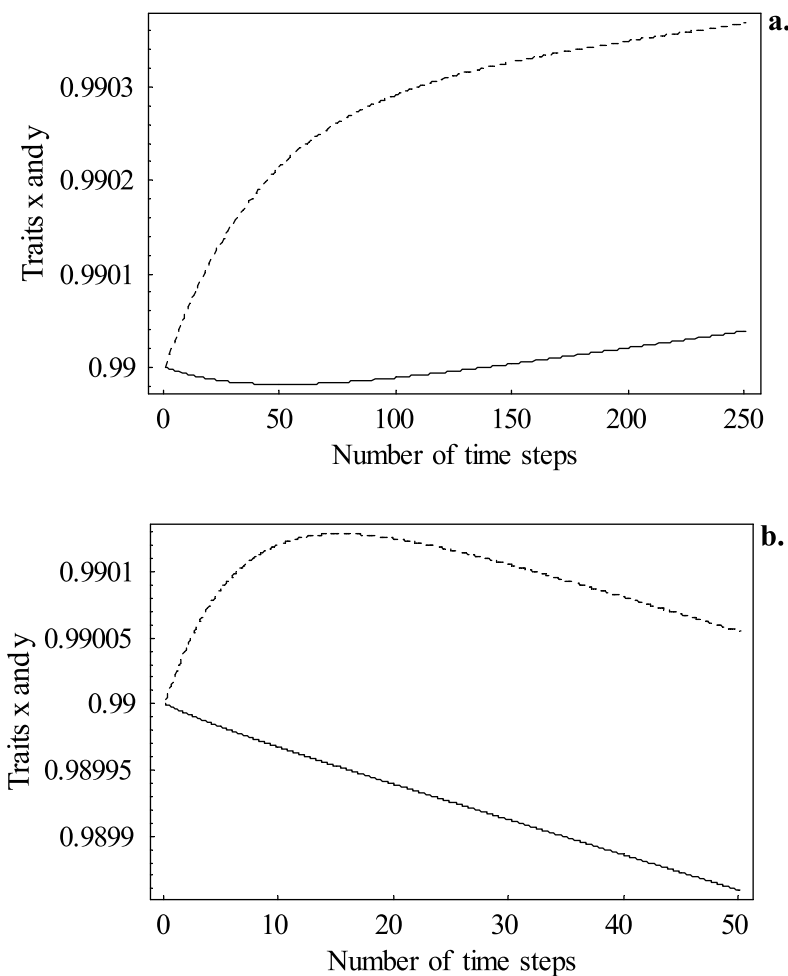 a.
0.9903
0.9902
0.9901
0.99
Traits x and y
0 50 100 150 200 250
Number of time steps
b.
0.9901
0.99005
0.99
0.98995
0.9899
Traits x and y
0 10 20 30 40 50
Number of time steps